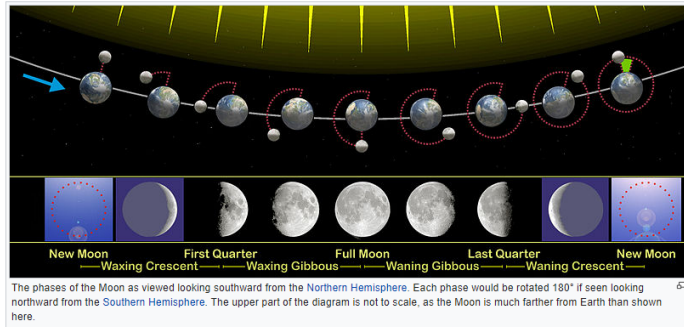 New Moon First Quarter Full Moon Last Quarter New Moon
Waxing Crescent Waxing Gibbous Waning Gibbous Waning Crescent
The phases of the Moon as viewed looking southward from the Northern Hemisphere. Each phase would be rotated 180° if seen looking
northward from the Southern Hemisphere. The upper part of the diagram is not to scale, as the Moon is much farther from Earth than shown
here.